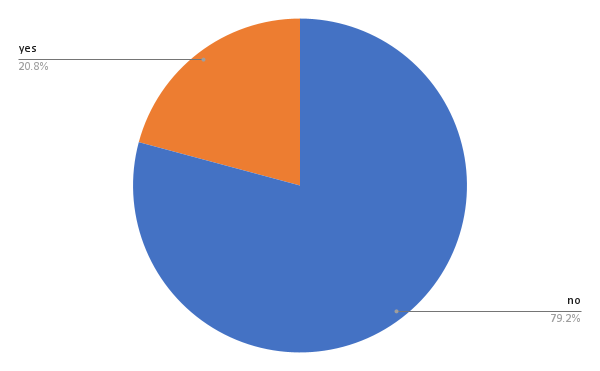 yes
20.8%
no
79.2%